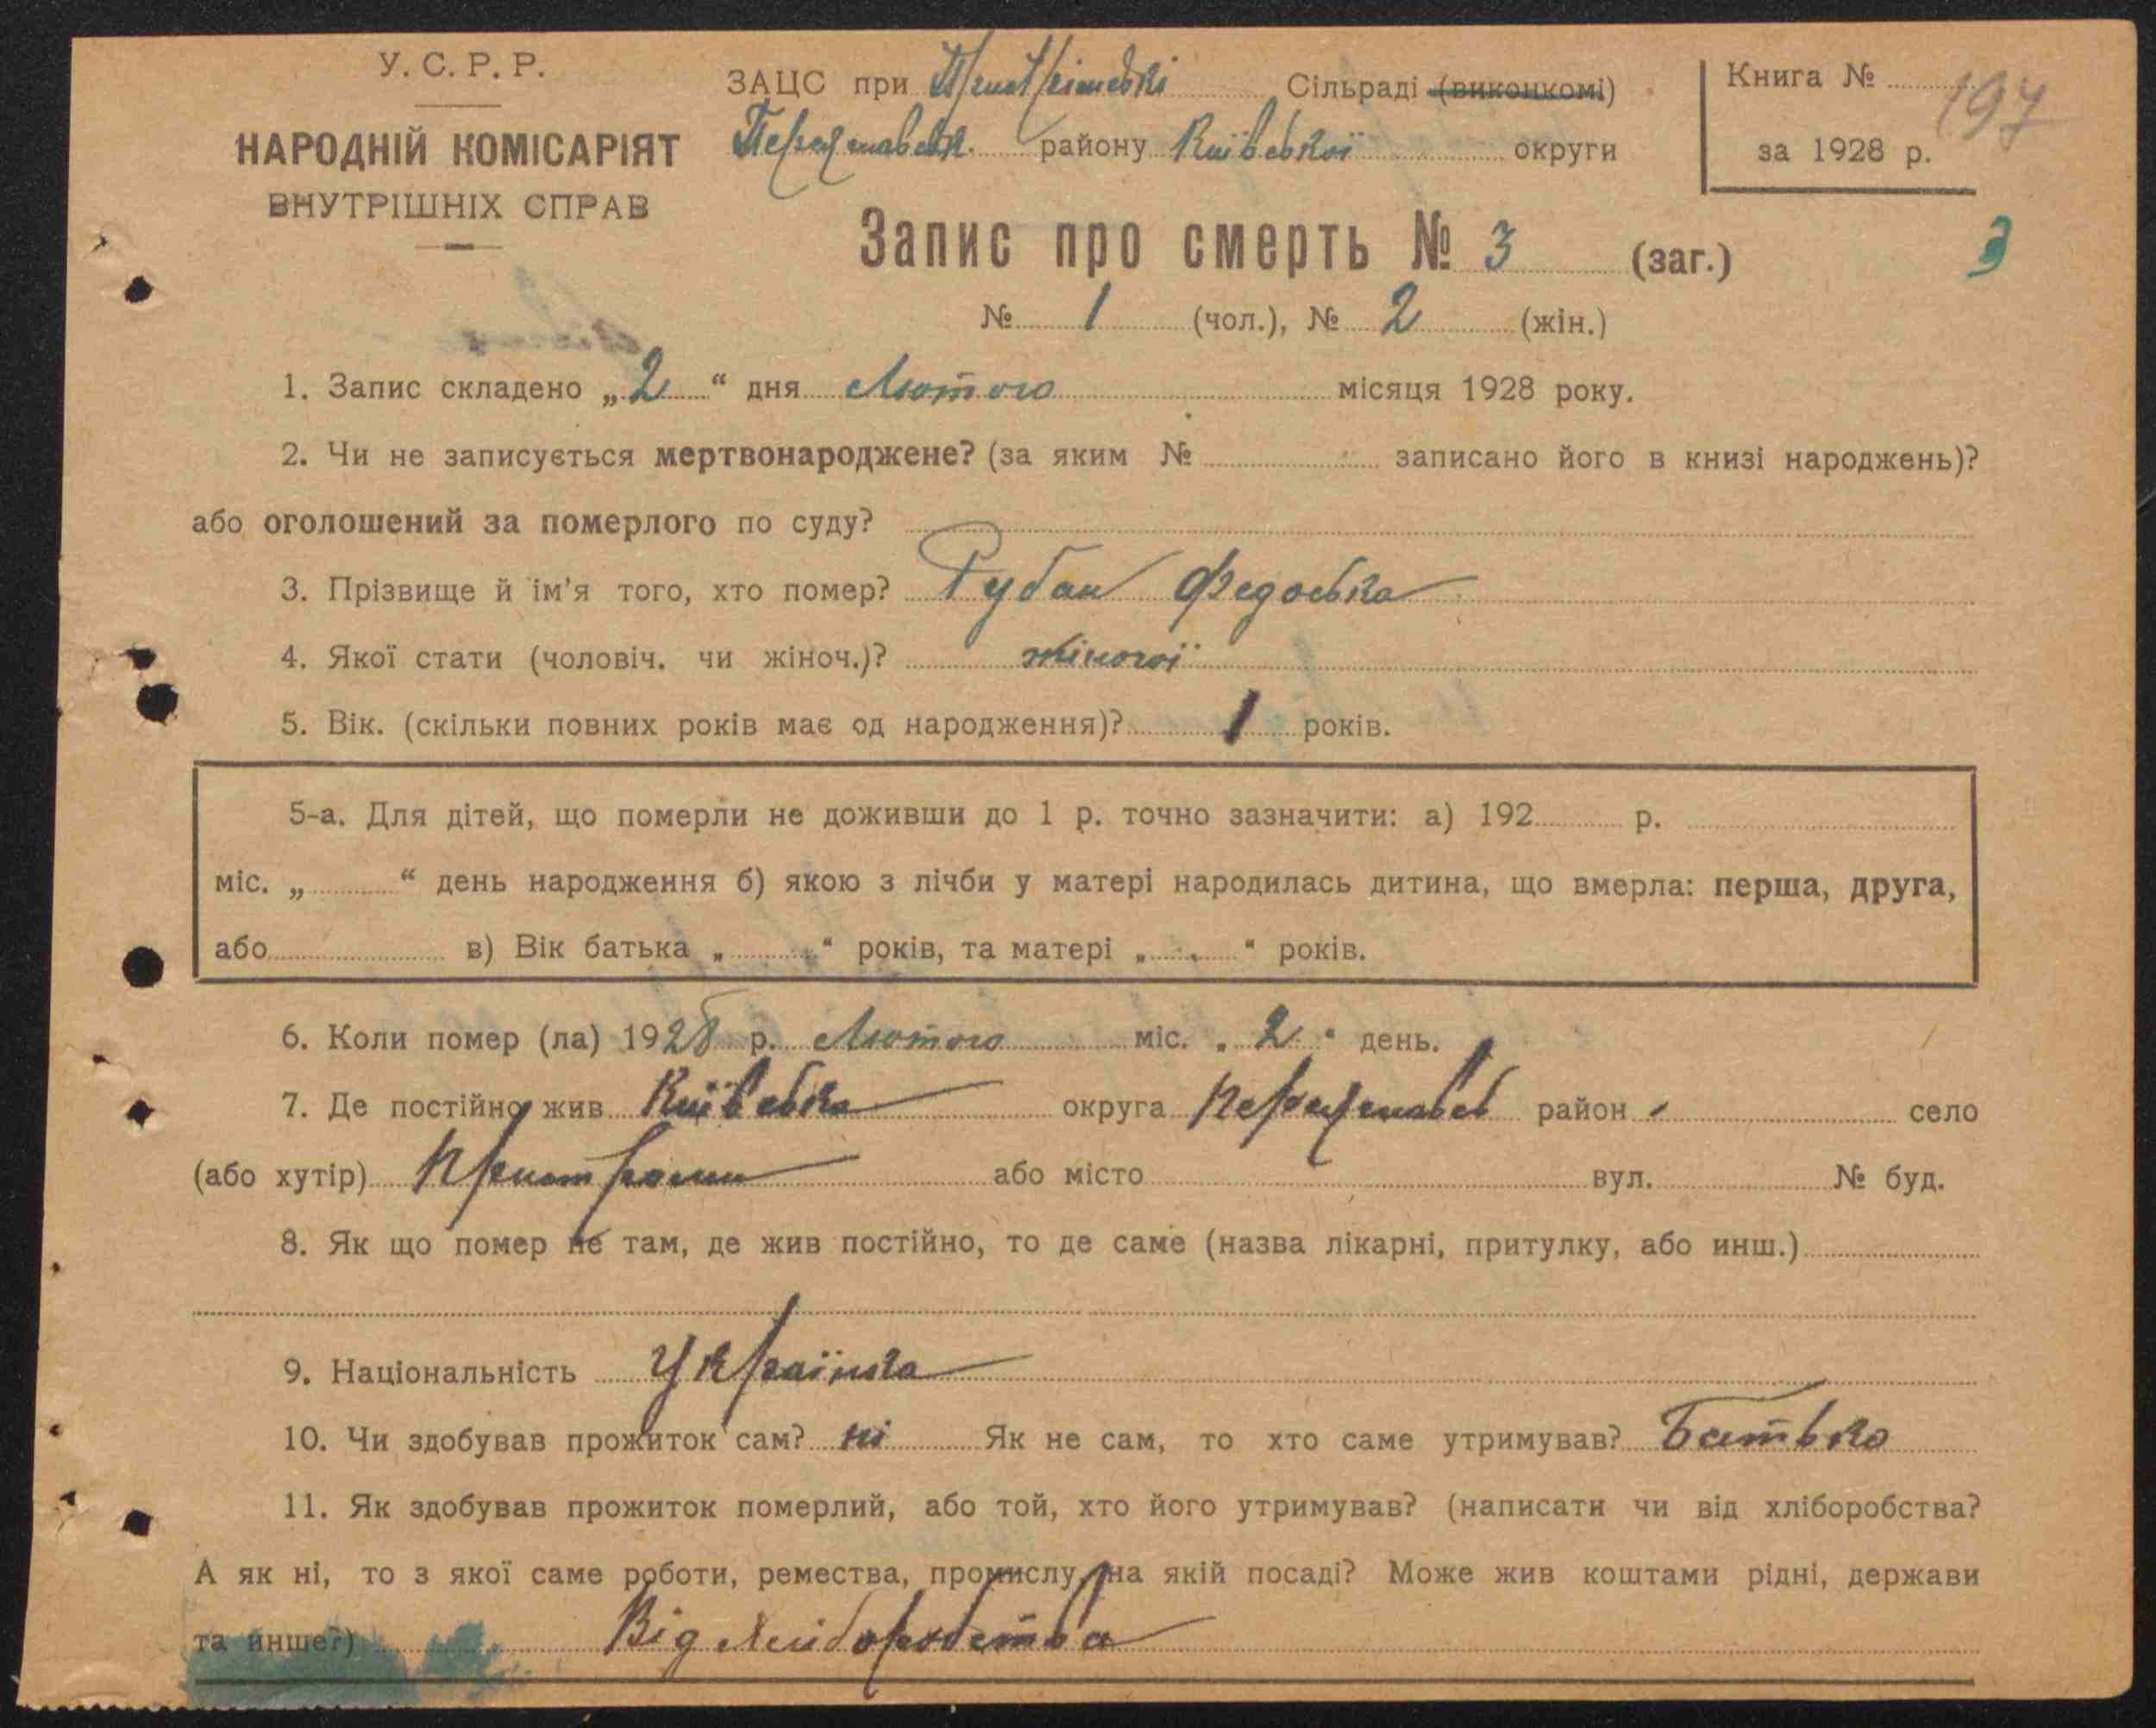 У. С. Р. Р.
НАРОДНІЙ КОМІСАРІЯТ
ВНУТРІШНІХ СПРАВ
ЗАЦС при Сільраді (виконкомі)
Переяславськ. району Київської округи
Книга № 197
за 1928 р.
Запис про смерть № 3 (заг.)
3
№ 1 (чол.), № 2 (жін.)
1. Запис складено „2“ дня Лютого місяця 1928 року.
2. Чи не записується мертвонароджене? (за яким № записано його в книзі народжень)?
або оголошений за померлого по суду?
3. Прізвище й ім'я того, хто помер? Рубан Федоська
4. Якої стати (чоловіч. чи жіноч.)? жіночої
5. Вік. (скільки повних років має од народження)? 1 років.
5-а. Для дітей, що померли не доживши до 1 р. точно зазначити: а) 192 р.
міс. „ “ день народження б) якою з лічби у матері народилась дитина, що вмерла: перша, друга,
або в) Вік батька „ “ років, та матері „ “ років.
6. Коли помер (ла) 1928 р. Лютого міс. „2“ день.
7. Де постійно жив Київська округа Переяславсь район село
(або хутір) Пристроми або місто вул. № буд.
8. Як що помер не там, де жив постійно, то де саме (назва лікарні, притулку, або инш.)
9. Національність Українка
10. Чи здобував прожиток сам? ні Як не сам, то хто саме утримував? Батько
11. Як здобував прожиток померлий, або той, хто його утримував? (написати чи від хліборобства?
А як ні, то з якої саме роботи, ремества, промислу, на якій посаді? Може жив коштами рідні, держави
та инше?) Від Хліборобства